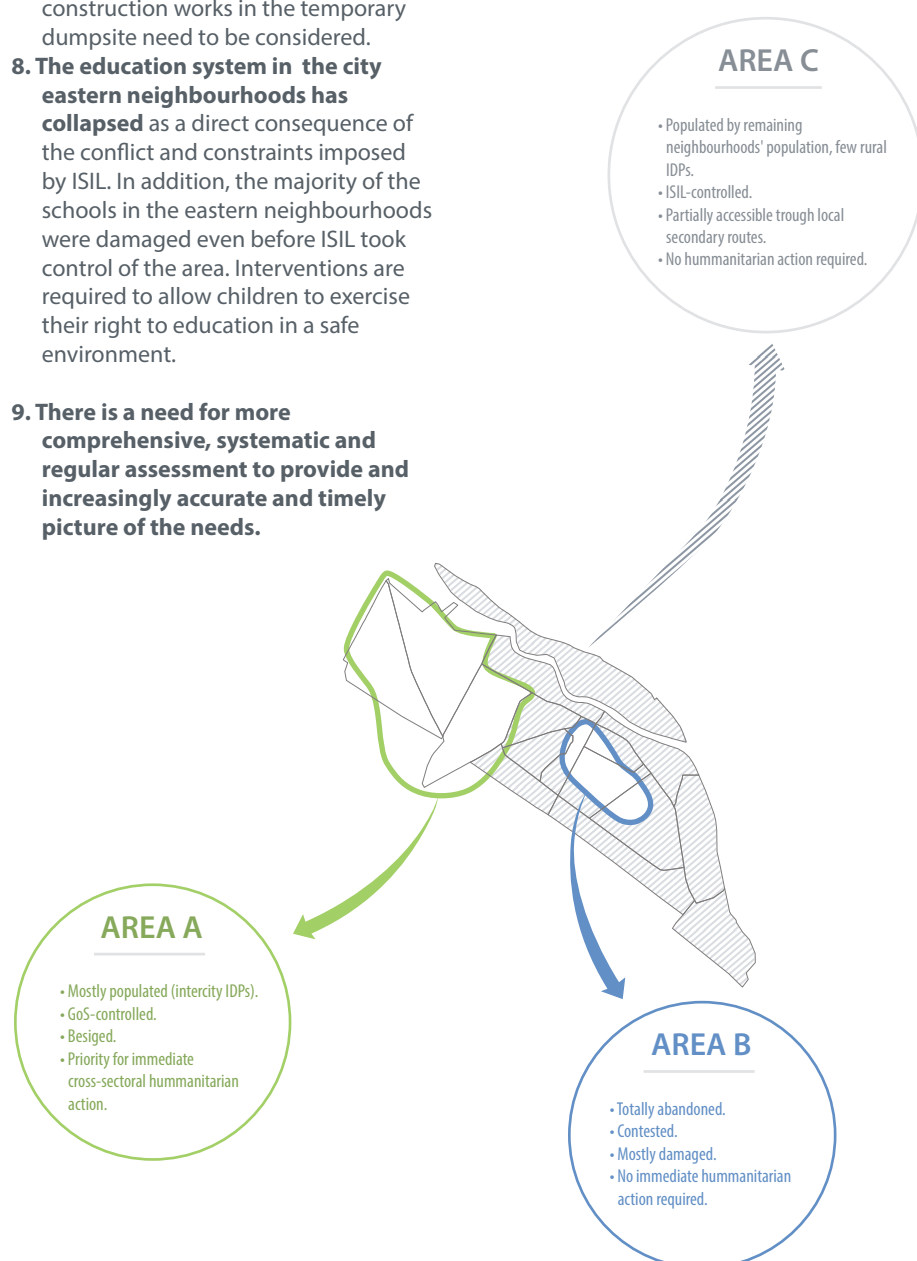 construction works in the temporary
dumpsite need to be considered.
8. The education system in the city
eastern neighbourhoods has
collapsed as a direct consequence of
the conflict and constraints imposed
by ISIL. In addition, the majority of the
schools in the eastern neighbourhoods
were damaged even before ISIL took
control of the area. Interventions are
required to allow children to exercise
their right to education in a safe
environment.
9. There is a need for more
comprehensive, systematic and
regular assessment to provide and
increasingly accurate and timely
picture of the needs.
AREA C
• Populated by remaining
neighbourhoods' population, few rural
IDPs.
• ISIL-controlled.
• Partially accessible trough local
secondary routes.
• No hummanitarian action required.
AREA A
• Mostly populated (intercity IDPs).
• GoS-controlled.
• Besiged.
• Priority for immediate
cross-sectoral hummanitarian
action.
AREA B
• Totally abandoned.
• Contested.
• Mostly damaged.
• No immediate hummanitarian
action required.